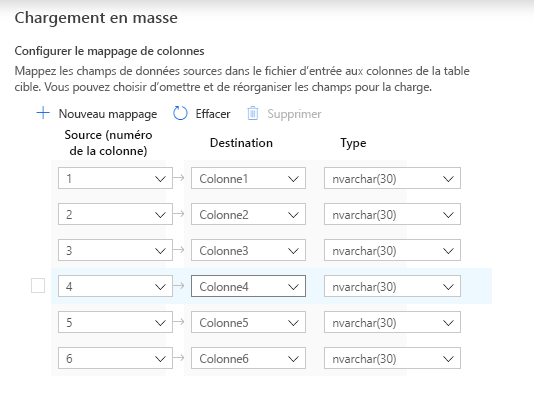 Chargement en masse
Configurer le mappage de colonnes
Mappez les champs de données sources dans le fichier d'entrée aux colonnes de la table
cible. Vous pouvez choisir d'omettre et de réorganiser les champs pour la charge.
Nouveau mappage Effacer Supprimer
Source (numéro
de la colonne) Destination Type
1 Colonne1 nvarchar(30)
2 Colonne2 nvarchar(30)
3 Colonne3 nvarchar(30)
4 Colonne4 nvarchar(30)
5 Colonne5 nvarchar(30)
6 Colonne6 nvarchar(30)